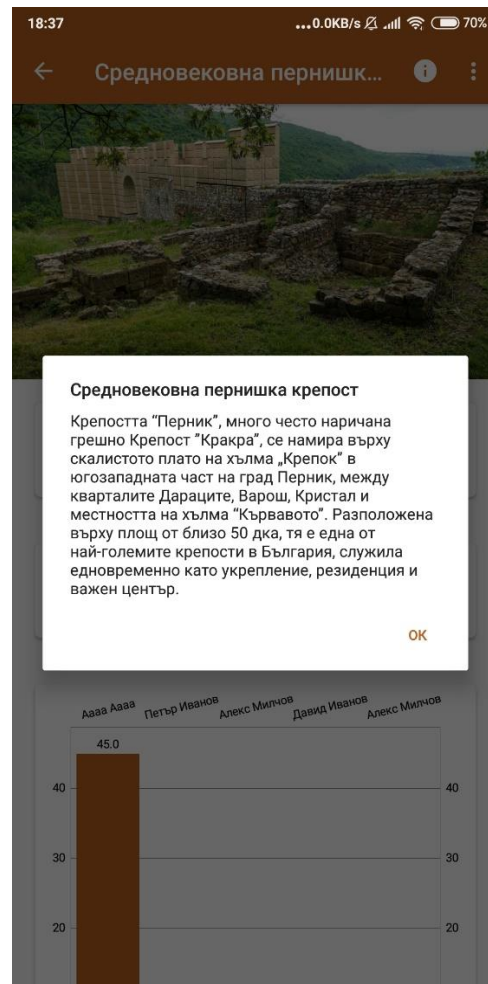 18:37
...0.0KB/s
70%
Средновековна пернишк...
Средновековна пернишка крепост
Крепостта “Перник”, много често наричана
грешно Крепост ”Кракра”, се намира върху
скалистото плато на хълма „Крепок” в
югозападната част на град Перник, между
кварталите Дараците, Варош, Кристал и
местността на хълма “Кървавото”. Разположена
върху площ от близо 50 дка, тя е една от
най-големите крепости в България, служила
едновременно като укрепление, резиденция и
важен център.
ОК
Аааа Аааа
Петър Иванов
Алекс Милчов
Давид Иванов
Алекс Милчов
45.0
40
40
30
30
20
20